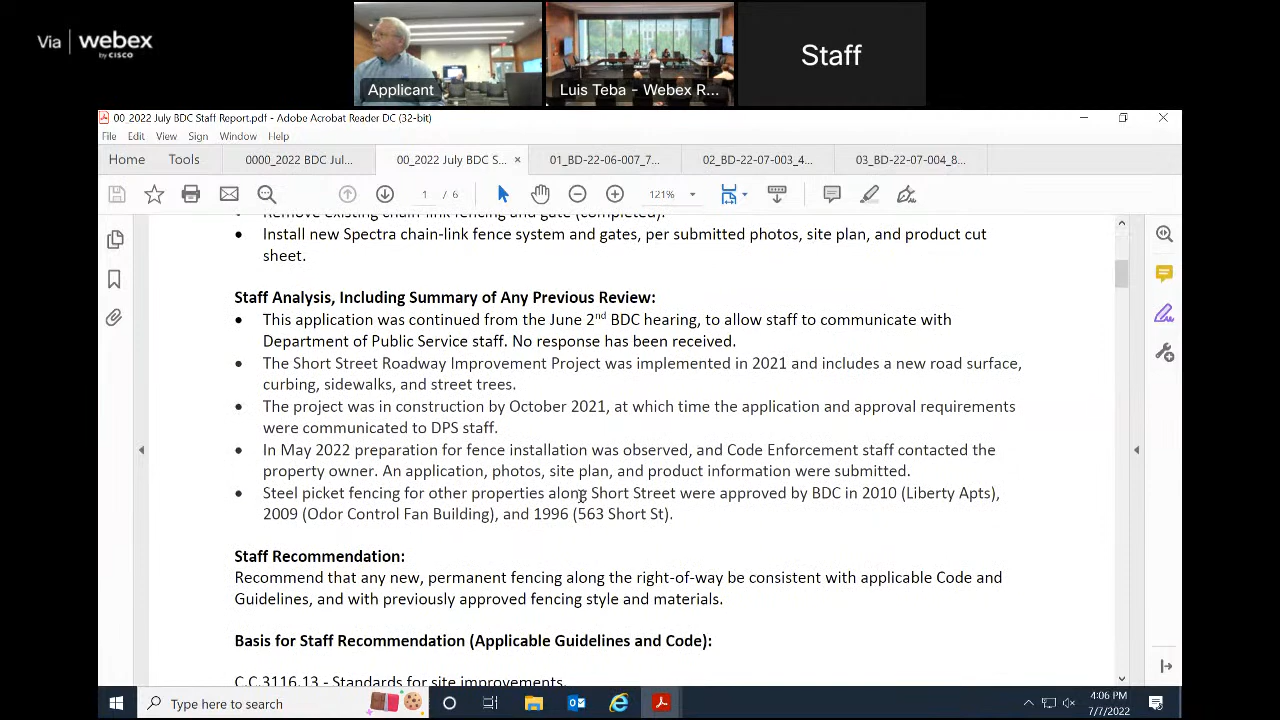 Via webex
by CISCO
Applicant
Luis Teba - Webex R...
Staff
00_2022 July BDC Staff Report.pdf - Adobe Acrobat Reader DC (32-bit)
File Edit View Sign Window Help
Home Tools 0000_2022 BDC Jul... 00_2022 July BDC S... × 01_BD-22-06-007_7... 02_BD-22-07-003_4... 03_BD-22-07-004_8...
1 / 6 121%
Remove existing chain-link fencing and gate (completed).
• Install new Spectra chain-link fence system and gates, per submitted photos, site plan, and product cut
sheet.
Staff Analysis, Including Summary of Any Previous Review:
• This application was continued from the June 2nd BDC hearing, to allow staff to communicate with
Department of Public Service staff. No response has been received.
• The Short Street Roadway Improvement Project was implemented in 2021 and includes a new road surface,
curbing, sidewalks, and street trees.
• The project was in construction by October 2021, at which time the application and approval requirements
were communicated to DPS staff.
• In May 2022 preparation for fence installation was observed, and Code Enforcement staff contacted the
property owner. An application, photos, site plan, and product information were submitted.
• Steel picket fencing for other properties along Short Street were approved by BDC in 2010 (Liberty Apts),
2009 (Odor Control Fan Building), and 1996 (563 Short St).
Staff Recommendation:
Recommend that any new, permanent fencing along the right-of-way be consistent with applicable Code and
Guidelines, and with previously approved fencing style and materials.
Basis for Staff Recommendation (Applicable Guidelines and Code):
C.C.3116.13 - Standards for site improvements.
Type here to search
4:06 PM
7/7/2022